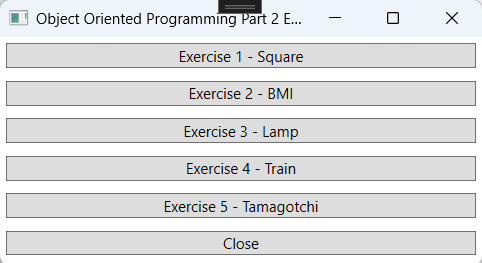 Object Oriented Programming Part 2 E...
Exercise 1 - Square
Exercise 2 - BMI
Exercise 3 - Lamp
Exercise 4 - Train
Exercise 5 - Tamagotchi
Close